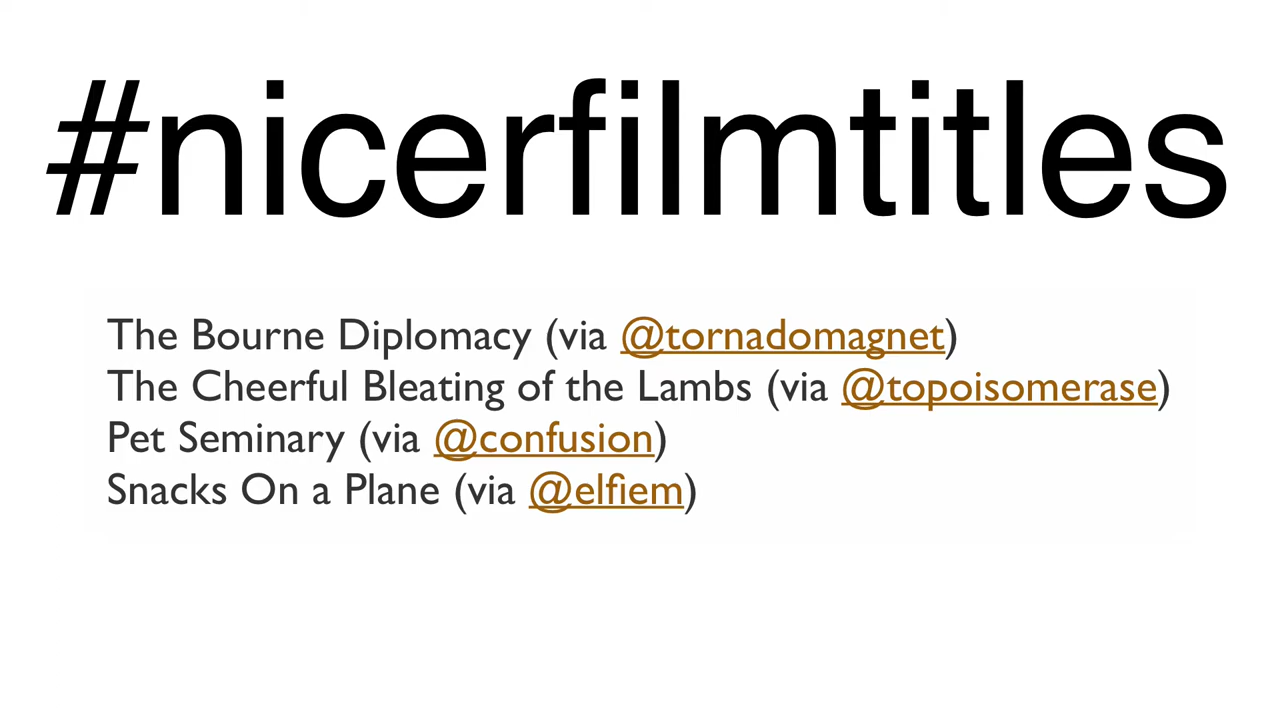 #nicerfilmtitles
The Bourne Diplomacy (via @tornadomagnet)
The Cheerful Bleating of the Lambs (via @topoisomerase)
Pet Seminary (via @confusion)
Snacks On a Plane (via @elfiem)